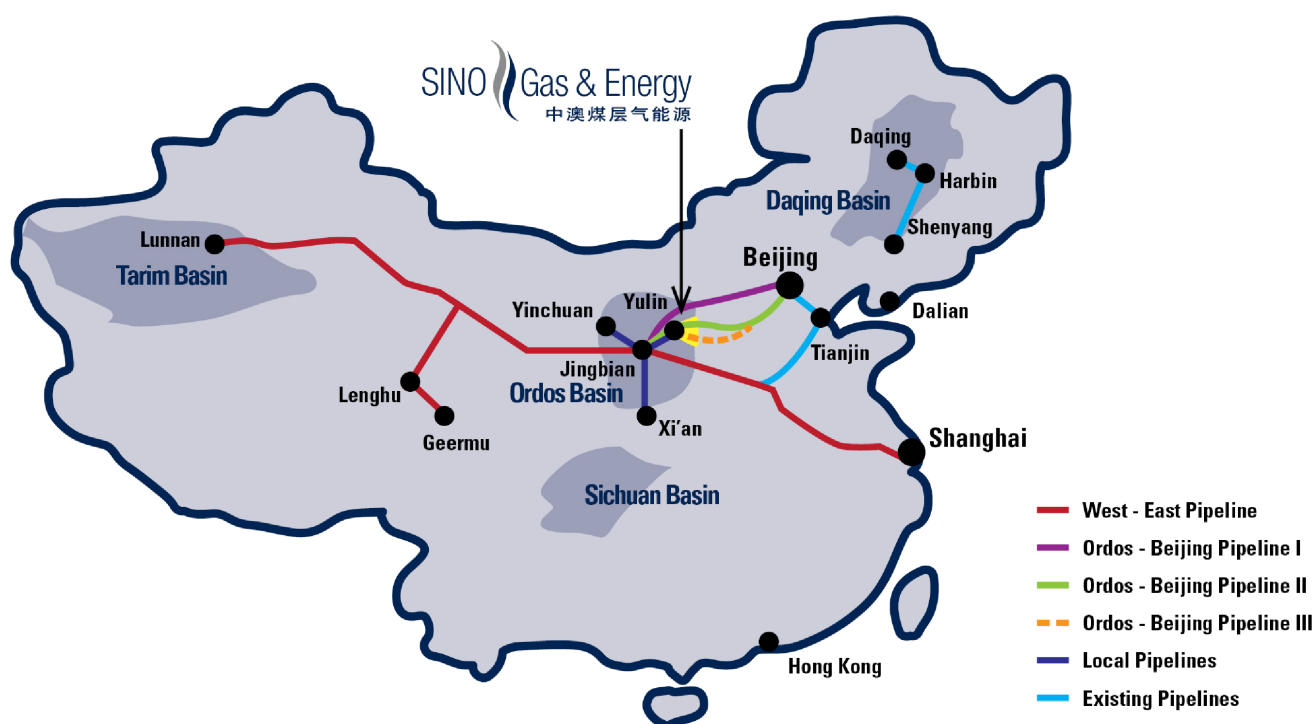 SINO Gas & Energy
中澳煤层气能源
Daqing
Harbin
Daqing Basin
Shenyang
Lunnan
Tarim Basin
Beijing
Yulin
Yinchuan
Dalian
Tianjin
Jingbian
Ordos Basin
Lenghu
Geermu
Xi'an
Shanghai
Sichuan Basin
Hong Kong
West - East Pipeline
Ordos - Beijing Pipeline I
Ordos - Beijing Pipeline II
Ordos - Beijing Pipeline III
Local Pipelines
Existing Pipelines